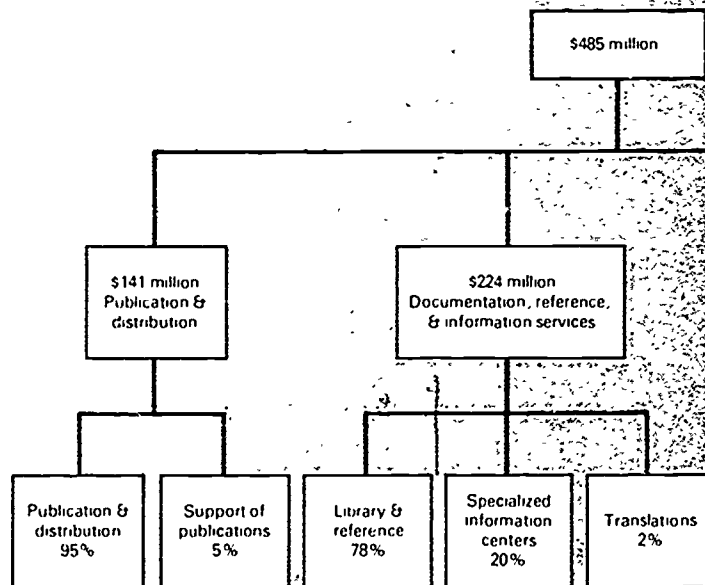 $485 million
$141 million
Publication &
distribution
$224 million
Documentation, reference,
& information services
Publication &
distribution
95%
Support of
publications
5%
Library &
reference
78%
Specialized
information
centers
20%
Translations
2%